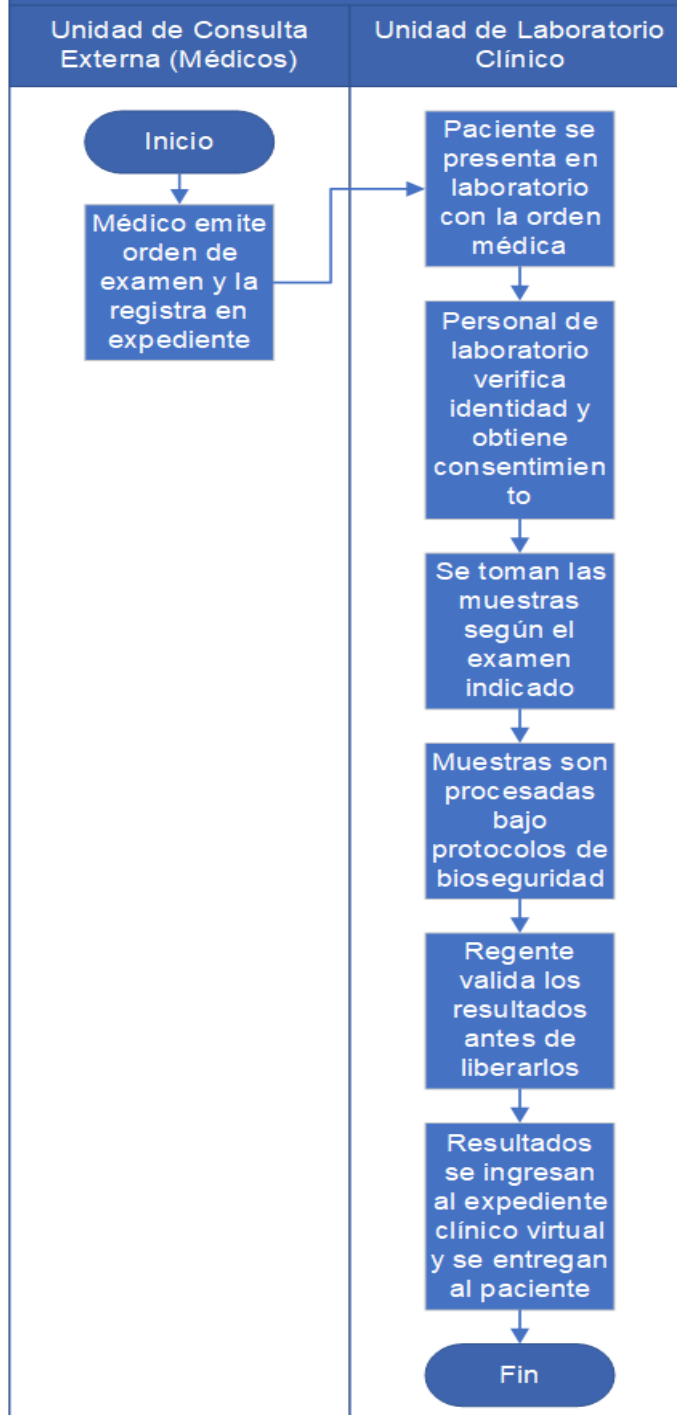 Unidad de Consulta
Externa (Médicos)
Unidad de Laboratorio
Clínico
Inicio
Médico emite
orden de
examen y la
registra en
expediente
Paciente se
presenta en
laboratorio
con la orden
médica
Personal de
laboratorio
verifica
identidad y
obtiene
consentimien
to
Se toman las
muestras
según el
examen
indicado
Muestras son
procesadas
bajo
protocolos de
bioseguridad
Regente
valida los
resultados
antes de
liberarlos
Resultados
se ingresan
al expediente
clínico virtual
y se entregan
al paciente
Fin